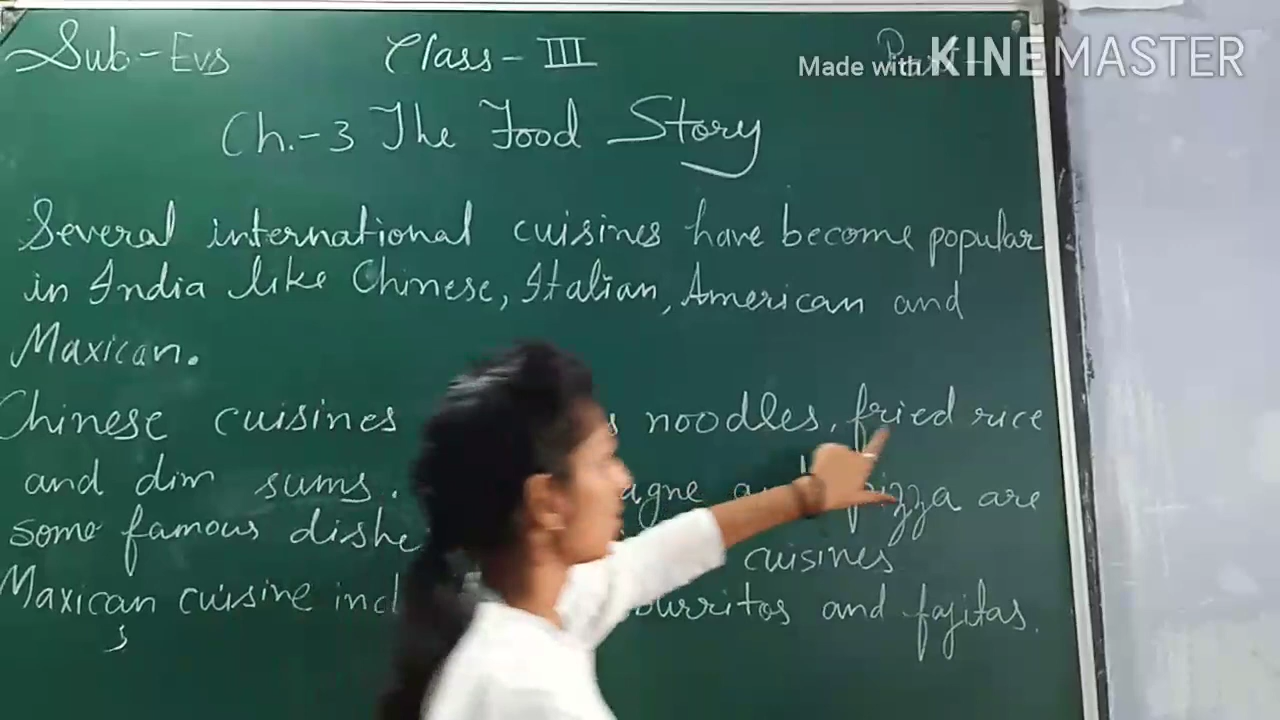 Sub-Evs Class-III
Made with KINEMASTER
Ch.-3 The Food Story
Several international cuisines have become popular
in India like Chinese, Italian, American and
Maxican.
Chinese cuisines noodles, fried rice
and dim sums. pizza are
some famous cuisines
Maxican cuisine burritos and fajitas.